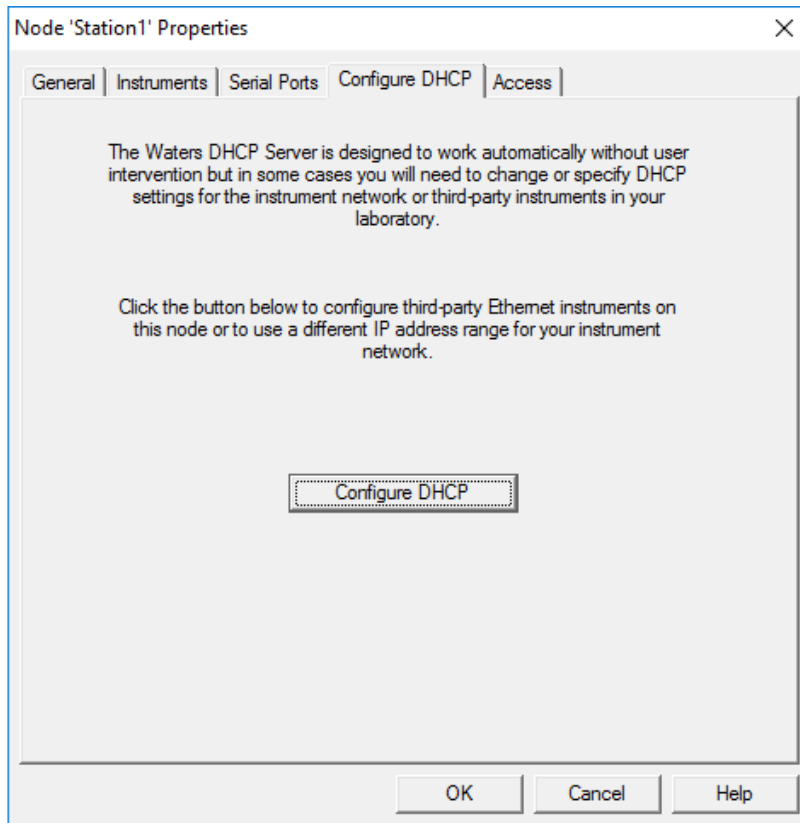 Node 'Station1' Properties
General Instruments Serial Ports Configure DHCP Access
The Waters DHCP Server is designed to work automatically without user
intervention but in some cases you will need to change or specify DHCP
settings for the instrument network or third-party instruments in your
laboratory.
Click the button below to configure third-party Ethernet instruments on
this node or to use a different IP address range for your instrument
network.
Configure DHCP
OK Cancel Help